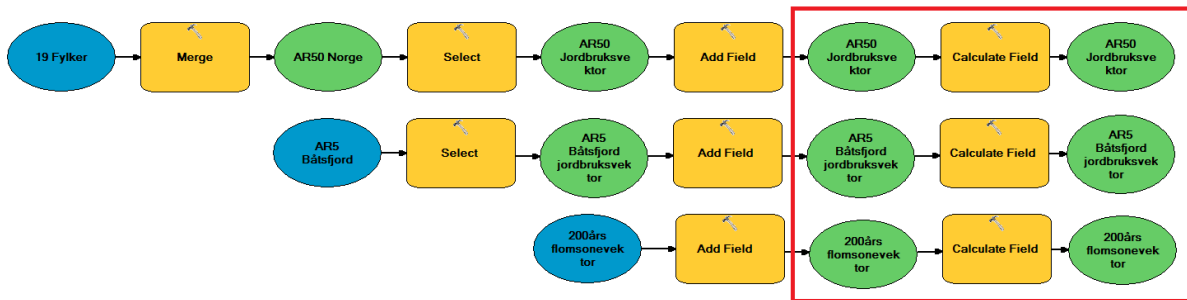 19 Fylker
Merge
AR50 Norge
Select
AR50
Jordbruksve
ktor
Add Field
AR50
Jordbruksve
ktor
Calculate Field
AR50
Jordbruksve
ktor
AR5
Båtsfjord
Select
AR5
Båtsfjord
jordbruksvek
tor
Add Field
AR5
Båtsfjord
jordbruksvek
tor
Calculate Field
AR5
Båtsfjord
jordbruksvek
tor
200års
flomsonevek
tor
Add Field
200års
flomsonevek
tor
Calculate Field
200års
flomsonevek
tor